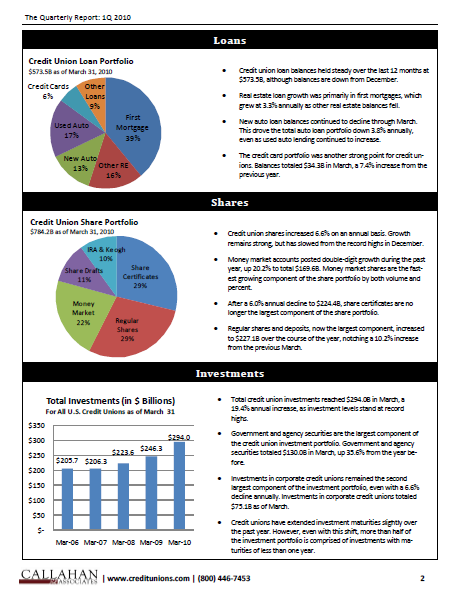 The Quarterly Report: 1Q 2010
Loans
Credit Union Loan Portfolio
$573.5B as of March 31, 2010
Credit Cards
6%
Other
Loans
9%
First
Mortgage
39%
Used Auto
17%
New Auto
13%
Other RE
16%
• Credit union loan balances held steady over the last 12 months at
$573.5B, although balances are down from December.
• Real estate loan growth was primarily in first mortgages, which
grew at 3.3% annually as other real estate balances fell.
• New auto loan balances continued to decline through March.
This drove the total auto loan portfolio down 3.8% annually,
even as used auto lending continued to increase.
• The credit card portfolio was another strong point for credit un-
ions. Balances totaled $34.3B in March, a 7.4% increase from the
previous year.
Shares
Credit Union Share Portfolio
$784.2B as of March 31, 2010
IRA & Keogh
10%
Share Drafts
11%
Share
Certificates
29%
Money
Market
22%
Regular
Shares
29%
• Credit union shares increased 6.6% on an annual basis. Growth
remains strong, but has slowed from the record highs in December.
• Money market accounts posted double-digit growth during the past
year, up 20.2% to total $169.6B. Money market shares are the fast-
est growing component of the share portfolio by both volume and
percent.
• After a 6.0% annual decline to $224.4B, share certificates are no
longer the largest component of the share portfolio.
• Regular shares and deposits, now the largest component, increased
to $227.1B over the course of the year, notching a 10.2% increase
from the previous March.
Investments
Total Investments (in $ Billions)
For All U.S. Credit Unions as of March 31
$350
$300
$250
$200
$150
$100
$50
$-
$205.7
$206.3
$223.6
$246.3
$294.0
Mar-06 Mar-07 Mar-08 Mar-09 Mar-10
• Total credit union investments reached $294.0B in March, a
19.4% annual increase, as investment levels stand at record
highs.
• Government and agency securities are the largest component of
the credit union investment portfolio. Government and agency
securities totaled $130.0B in March, up 35.6% from the year be-
fore.
• Investments in corporate credit unions remained the second
largest component of the investment portfolio, even with a 6.6%
decline annually. Investments in corporate credit unions totaled
$75.1B as of March.
• Credit unions have extended investment maturities slightly over
the past year. However, even with this shift, more than half of
the investment portfolio is comprised of investments with ma-
turities of less than one year.
CALLAHAN
& ASSOCIATES
| www.creditunions.com | (800) 446-7453
2